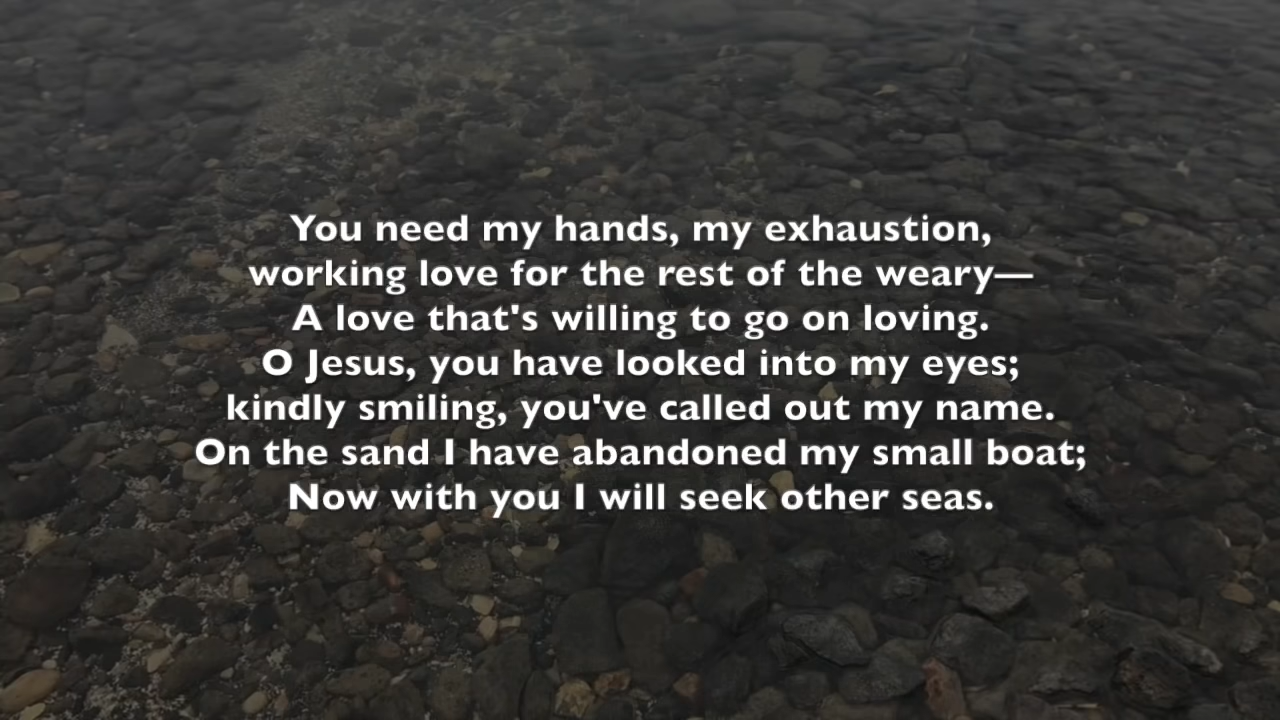 You need my hands, my exhaustion,
working love for the rest of the weary—
A love that's willing to go on loving.
O Jesus, you have looked into my eyes;
kindly smiling, you've called out my name.
On the sand I have abandoned my small boat;
Now with you I will seek other seas.